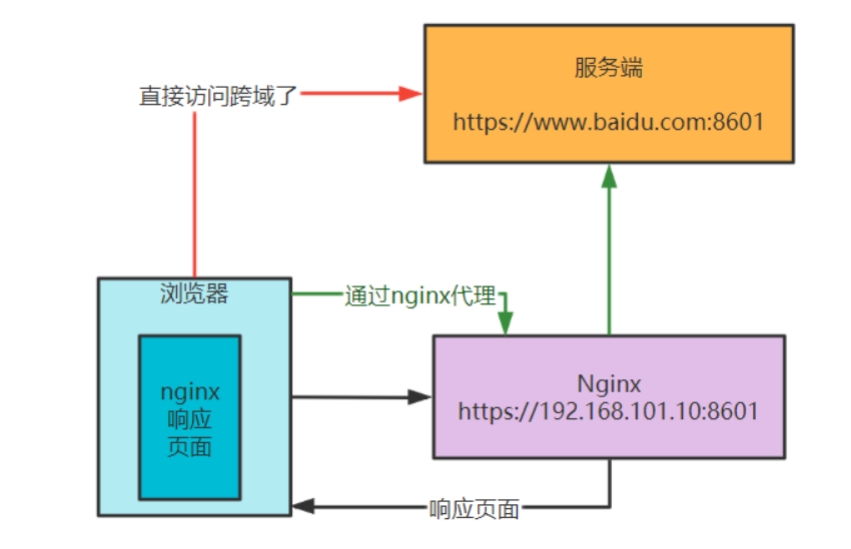 服务端
直接访问跨域了
https://www.baidu.com:8601
浏览器
通过nginx代理
nginx
响应
页面
Nginx
https://192.168.101.10:8601
响应页面